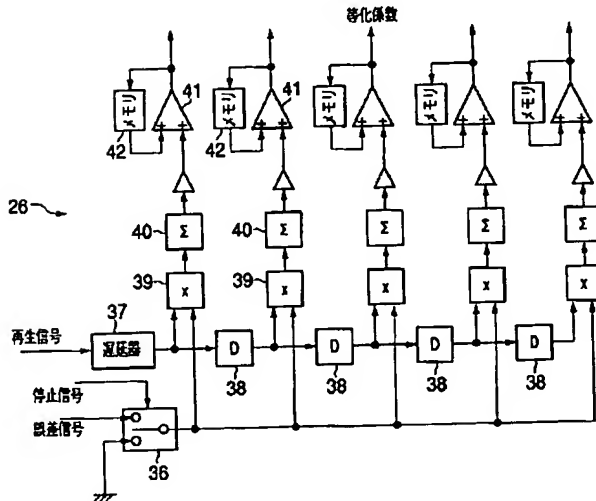 等化係数
41
41
メモリ
メモリ
メモリ
メモリ
メモリ
42
42
+ +
+ +
+ +
+ +
+ +
26
40 Σ
40 Σ
Σ
Σ
Σ
39 x
39 x
x
x
x
37
再生信号
遅延器
D
D
D
D
38
38
38
38
停止信号
誤差信号
36